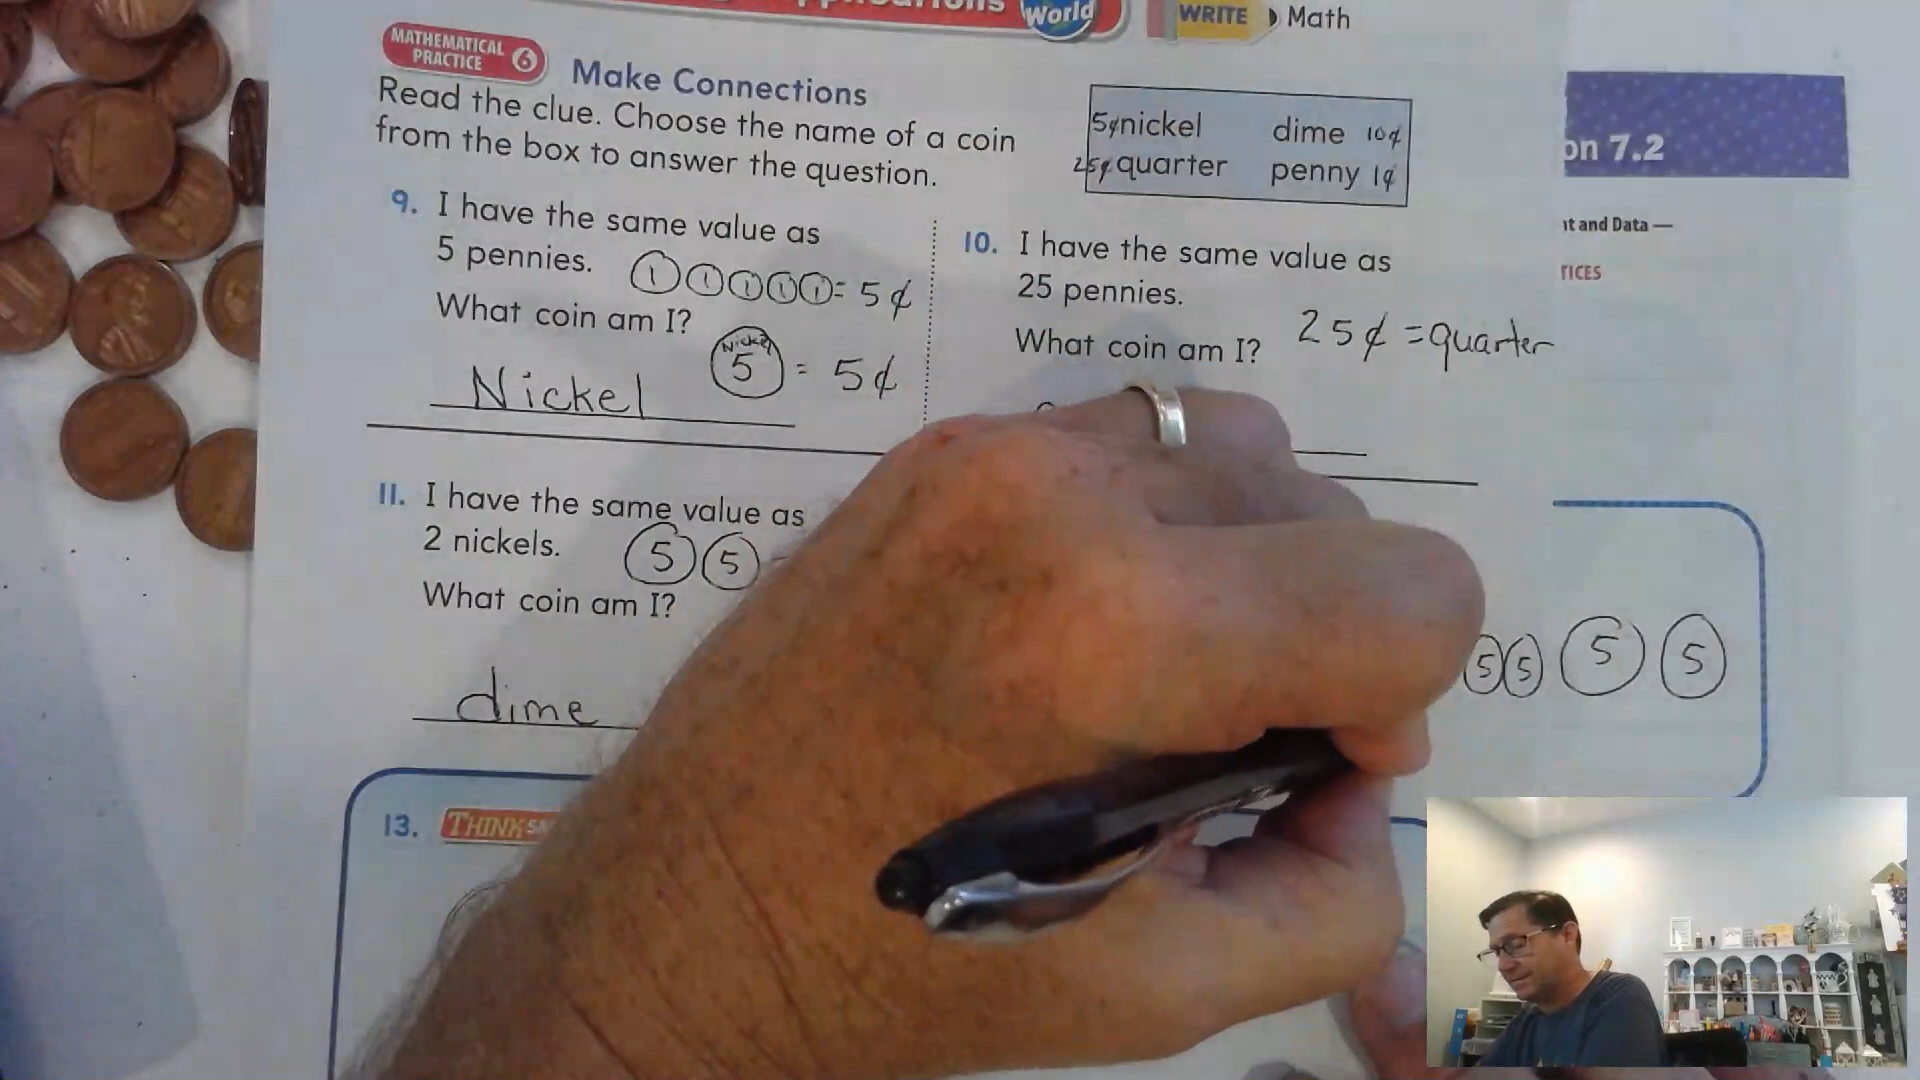 World
WRITE Math
MATHEMATICAL PRACTICE 6
Make Connections
Read the clue. Choose the name of a coin
from the box to answer the question.
5¢ nickel dime 10¢
25¢ quarter penny 1¢
on 7.2
and Data —
9. I have the same value as
5 pennies. 1 1 1 1 1 = 5¢
What coin am I?
Nickel
5 = 5¢
Nickel
10. I have the same value as
25 pennies.
What coin am I? 25¢ = quarter
11. I have the same value as
2 nickels. 5 5
What coin am I?
dime
5 5 5 5
13. THINK